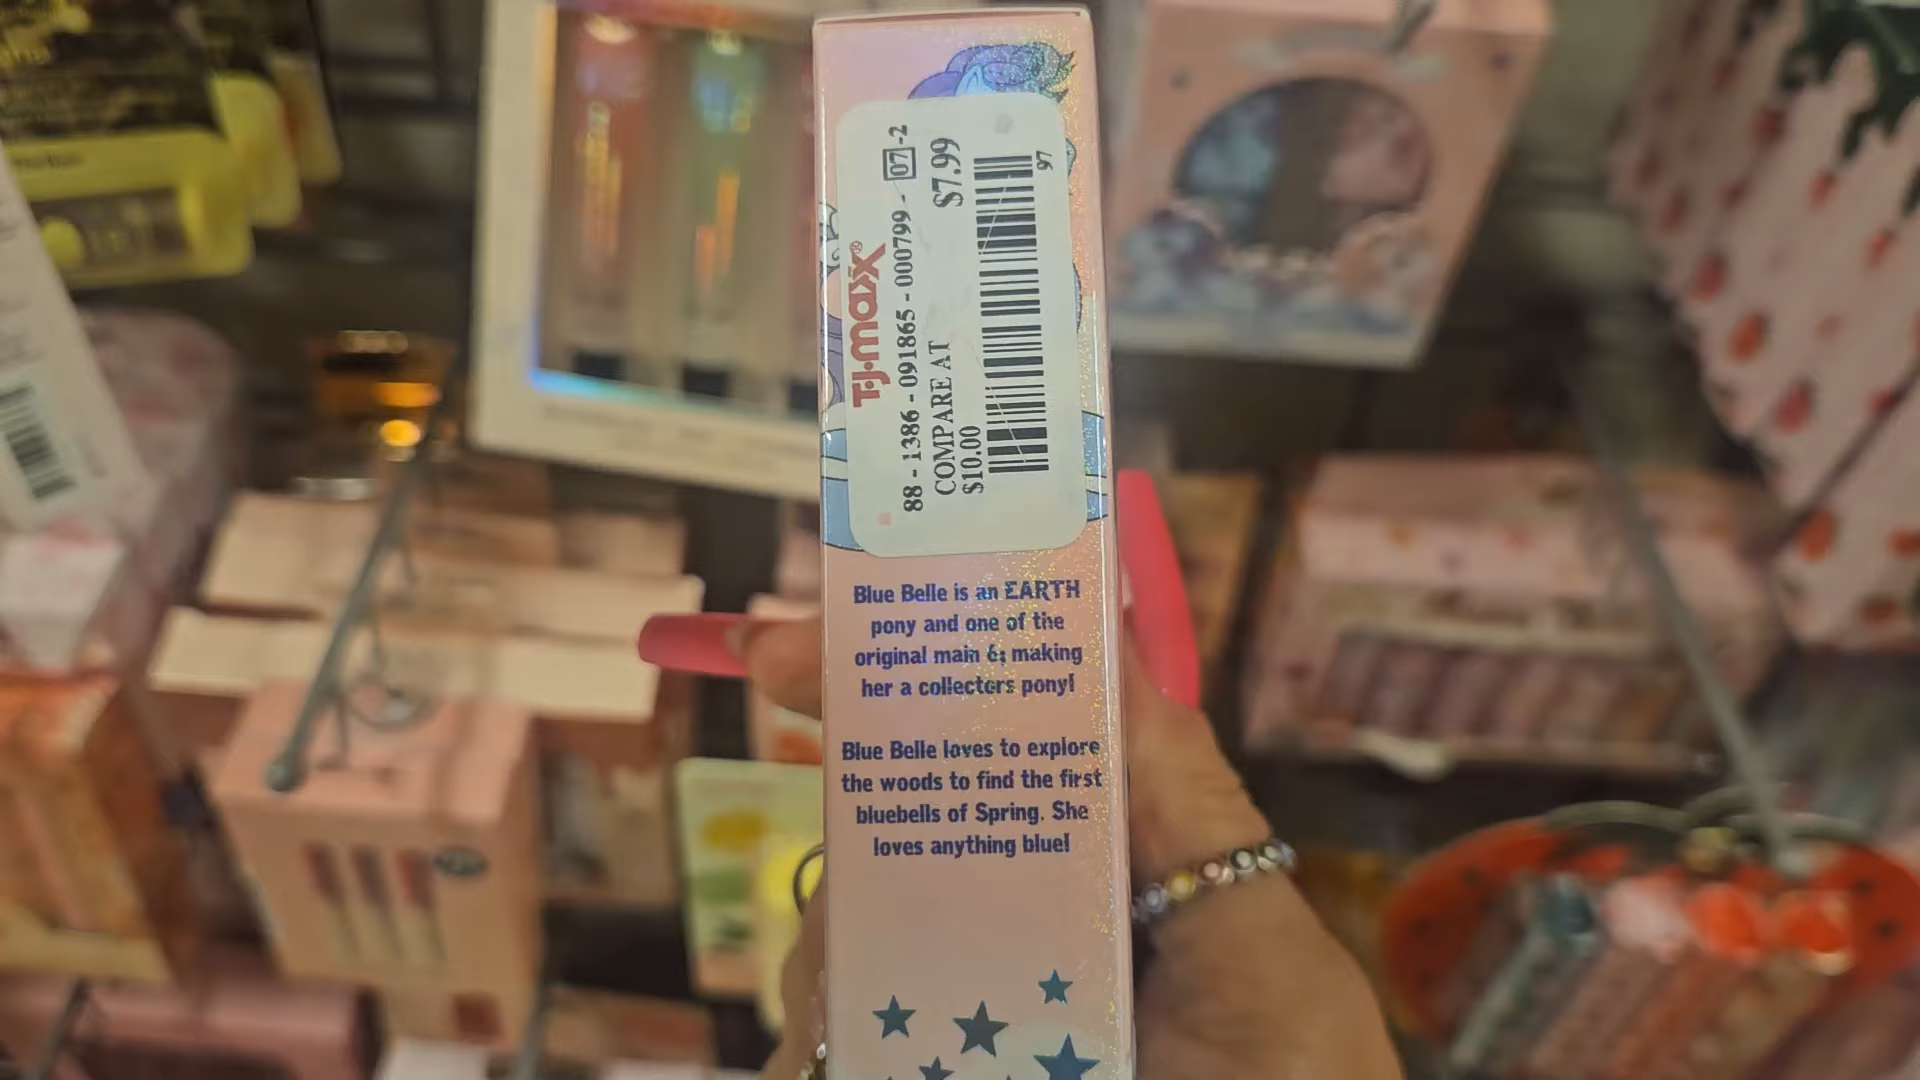 T·J·maxx®
88 - 1386 - 091865 - 000799 - 07 -2
COMPARE AT
$10.00
$7.99
97
Blue Belle is an EARTH
pony and one of the
original main 6; making
her a collectors pony!
Blue Belle loves to explore
the woods to find the first
bluebells of Spring. She
loves anything blue!